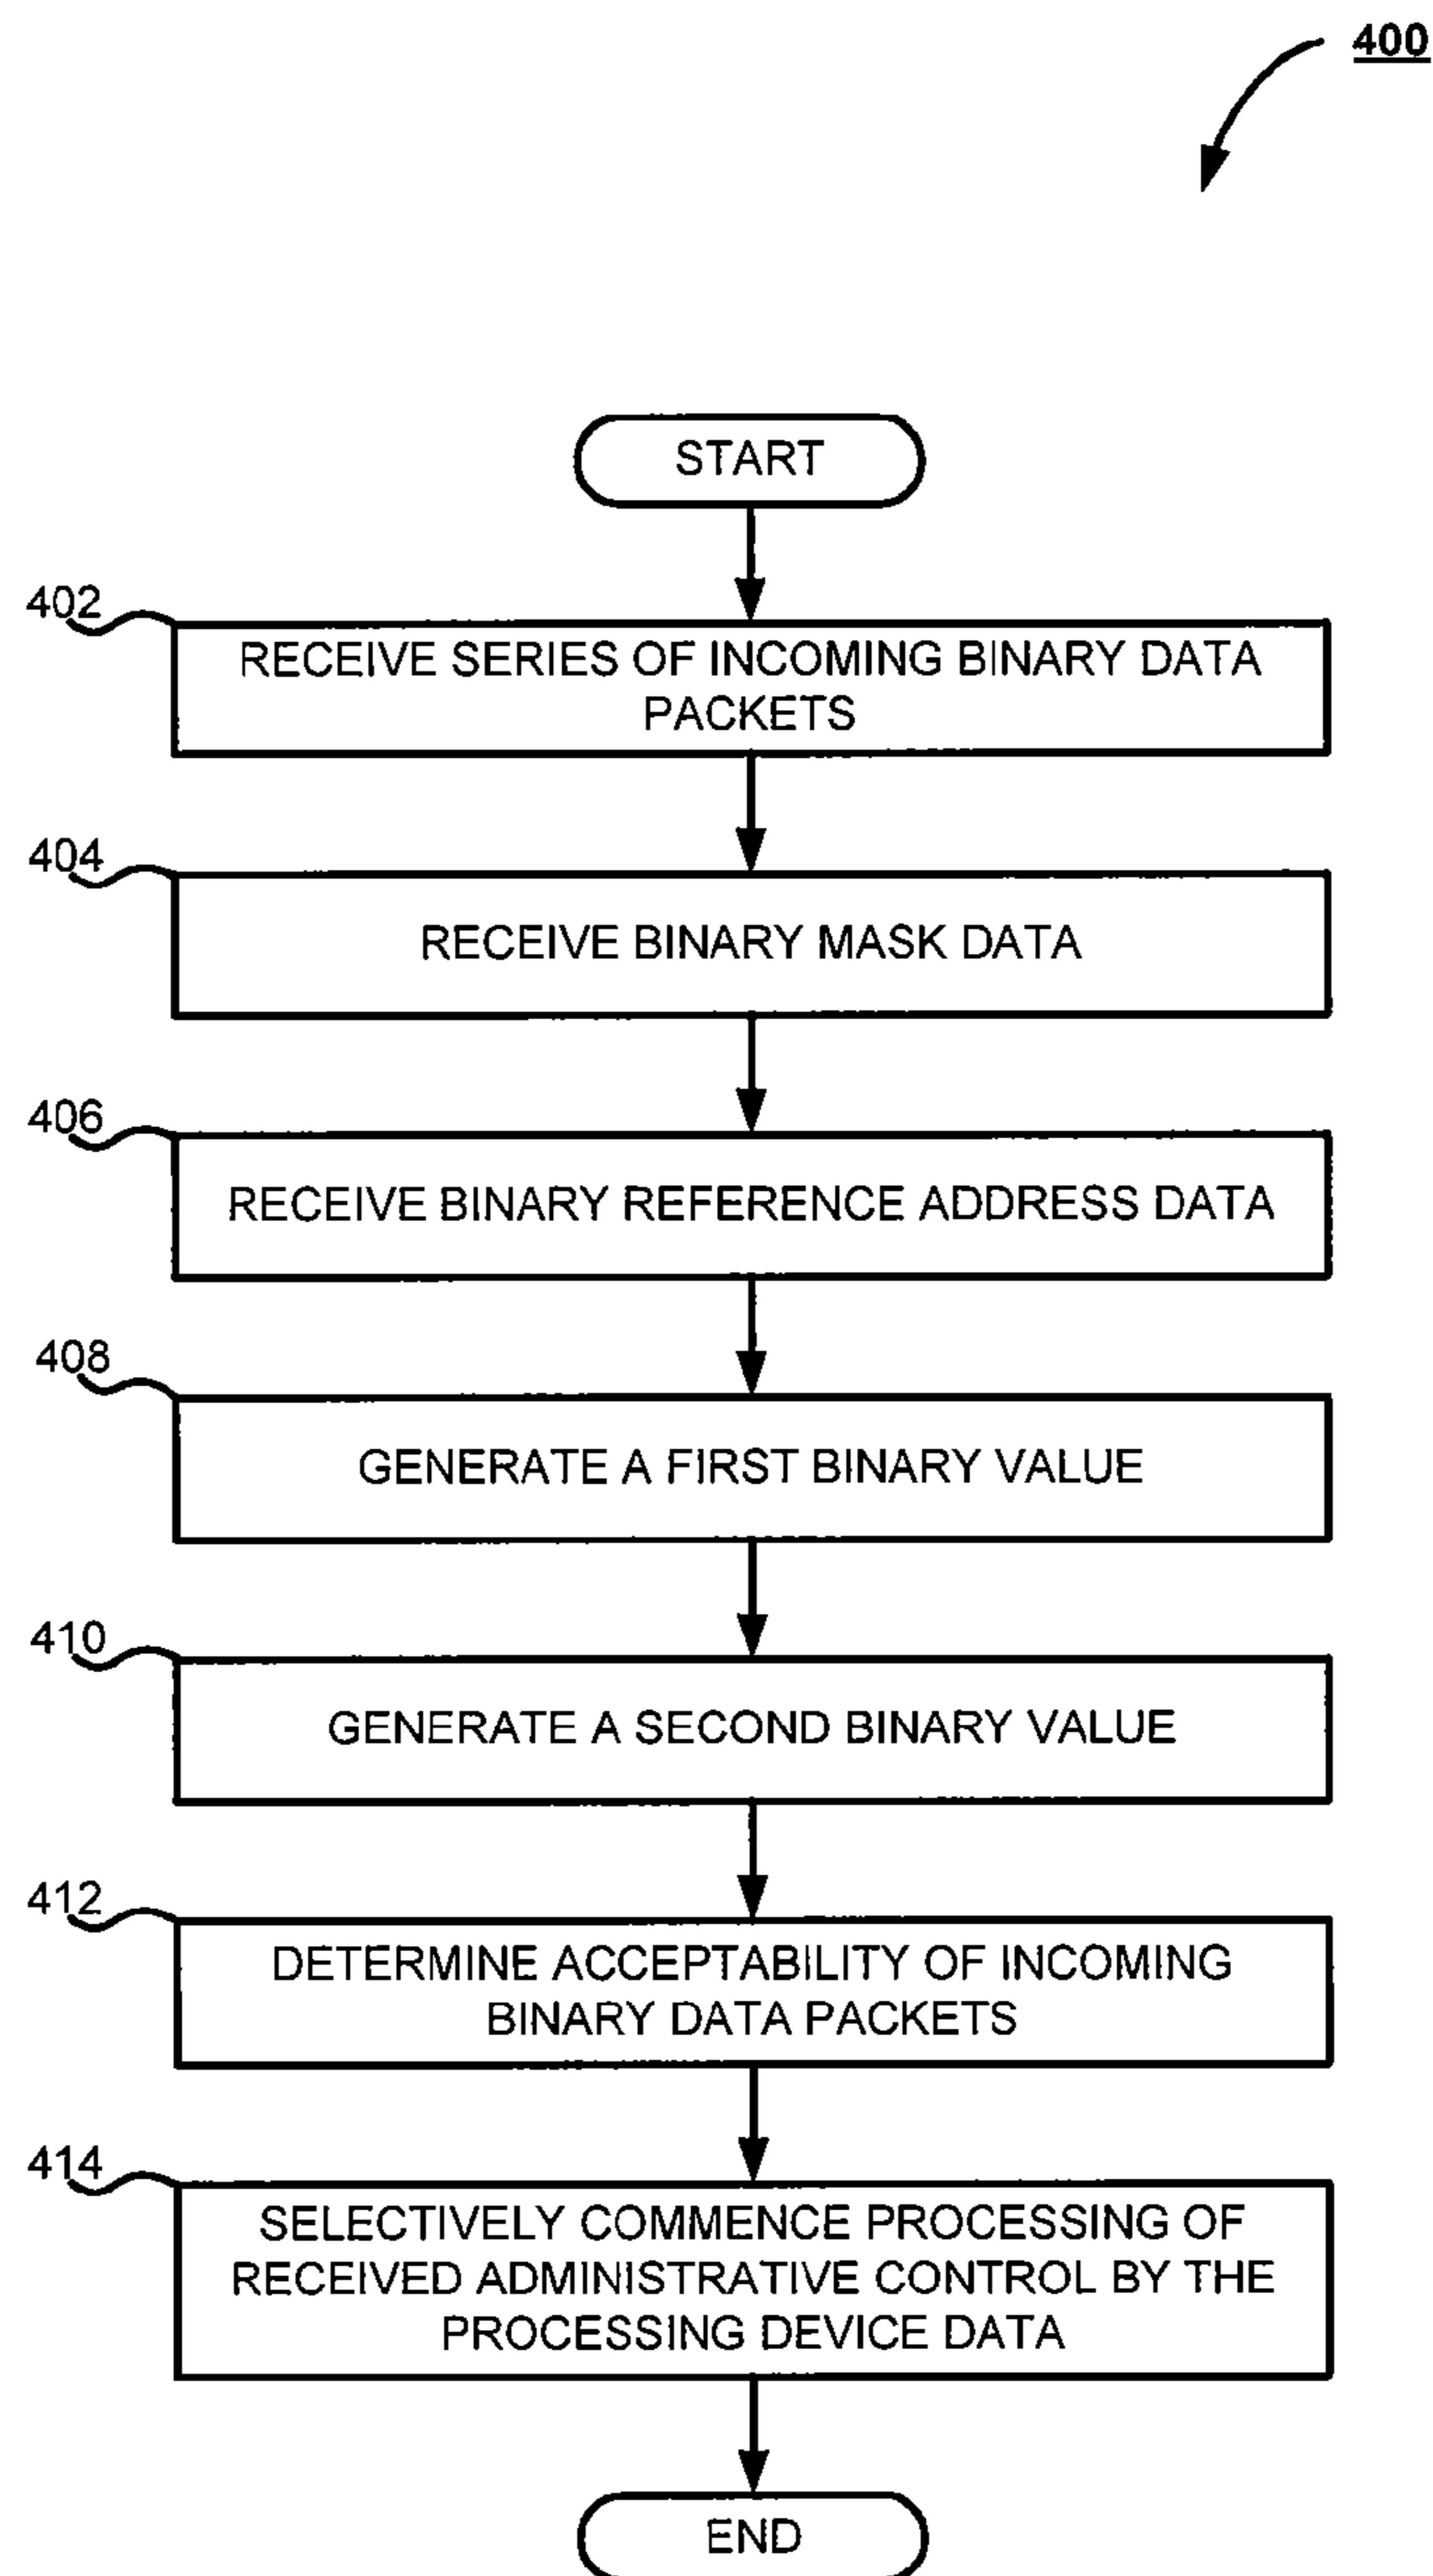 400
START
402
RECEIVE SERIES OF INCOMING BINARY DATA
PACKETS
404
RECEIVE BINARY MASK DATA
406
RECEIVE BINARY REFERENCE ADDRESS DATA
408
GENERATE A FIRST BINARY VALUE
410
GENERATE A SECOND BINARY VALUE
412
DETERMINE ACCEPTABILITY OF INCOMING
BINARY DATA PACKETS
414
SELECTIVELY COMMENCE PROCESSING OF
RECEIVED ADMINISTRATIVE CONTROL BY THE
PROCESSING DEVICE DATA
END